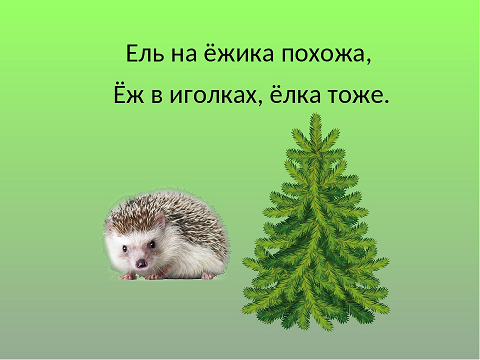 Ель на ёжика похожа,
Ёж в иголках, ёлка тоже.